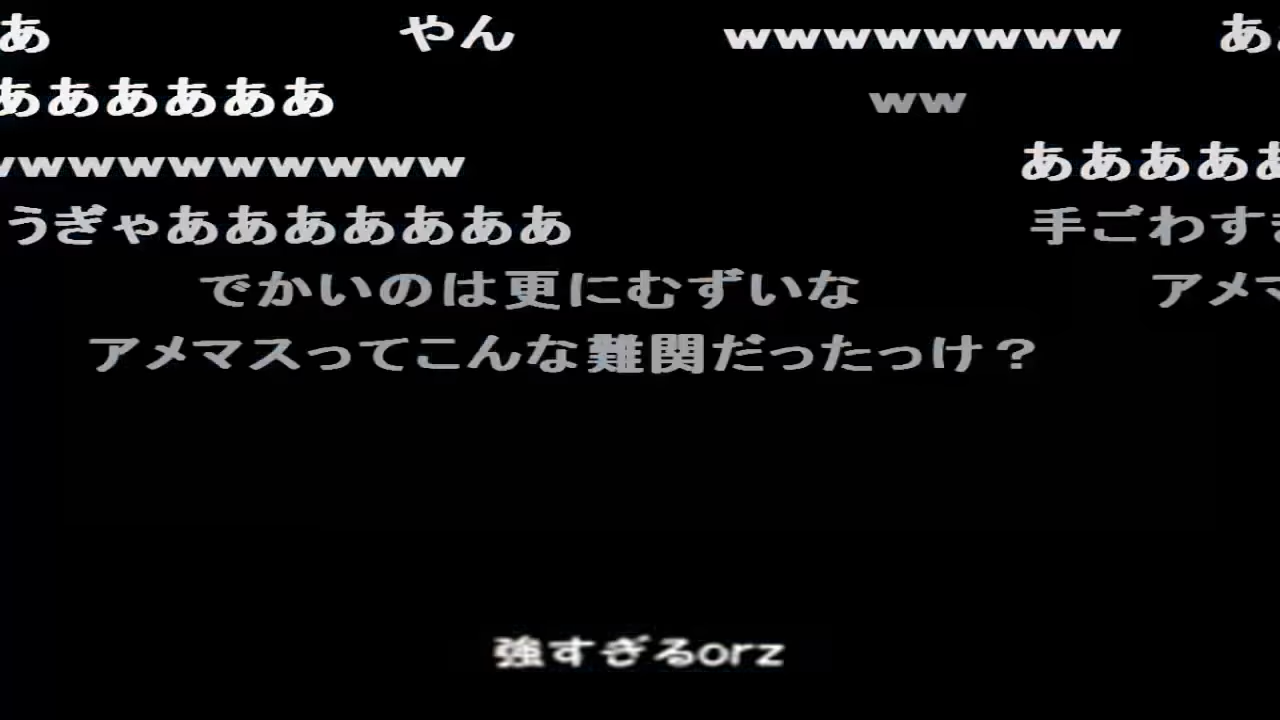 あ やん wwwwwwww あ
あああああああ ww
wwwwwwwwww あああああ
うぎゃあああああああ 手ごわす
でかいのは更にむずいな アメマ
アメマスってこんな難関だったっけ？
強すぎるorz